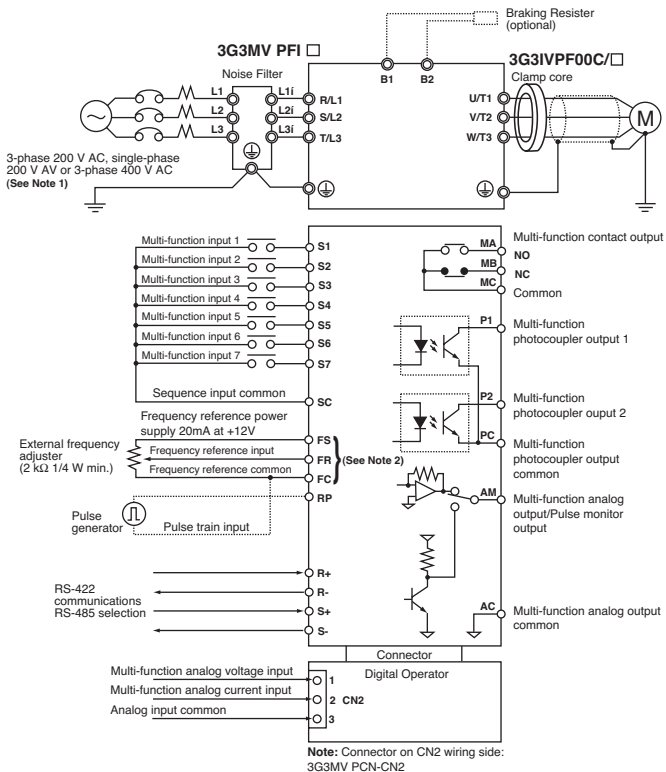 Braking Resister
(optional)
3G3MV PFI □
B1
B2
3G3IVPF00C/□
Noise Filter
Clamp core
L1
L1í
R/L1
U/T1
L2
L2í
S/L2
V/T2
M
L3
L3í
T/L3
W/T3
3-phase 200 V AC, single-phase
200 V AV or 3-phase 400 V AC
(See Note 1)
Multi-function input 1
S1
Multi-function input 2
S2
Multi-function input 3
S3
Multi-function input 4
S4
Multi-function input 5
S5
Multi-function input 6
S6
Multi-function input 7
S7
Sequence input common
SC
Frequency reference power
supply 20mA at +12V
FS
External frequency
adjuster
(2 kΩ 1/4 W min.)
Frequency reference input
FR
(See Note 2)
Frequency reference common
FC
RP
Pulse
generator
Pulse train input
R+
RS-422
communications
RS-485 selection
R-
S+
S-
MA
Multi-function contact output
NO
MB
NC
MC
Common
P1
Multi-function
photocoupler output 1
P2
Multi-function
photocoupler ouput 2
PC
Multi-function
photocoupler output
common
AM
Multi-function analog
output/Pulse monitor
output
AC
Multi-function analog output
common
Connector
Digital Operator
Multi-function analog voltage input
1
Multi-function analog current input
2 CN2
Analog input common
3
Note: Connector on CN2 wiring side:
3G3MV PCN-CN2